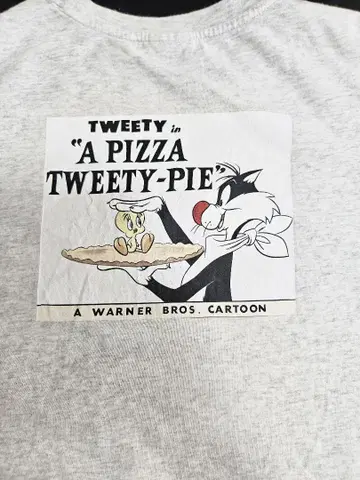 TWEETY in
"A PIZZA
TWEETY-PIE"
A WARNER BROS. CARTOON